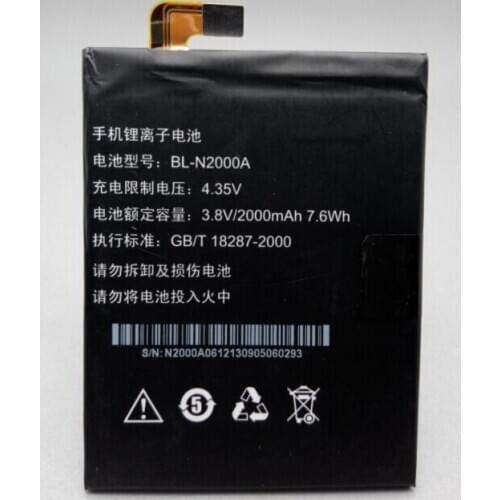 手机锂离子电池
电池型号: BL-N2000A
充电限制电压: 4.35V
电池额定容量: 3.8V/2000mAh 7.6Wh
执行标准: GB/T 18287-2000
请勿拆卸及损伤电池
请勿将电池投入火中
S/N: N2000A0612130905060293
5